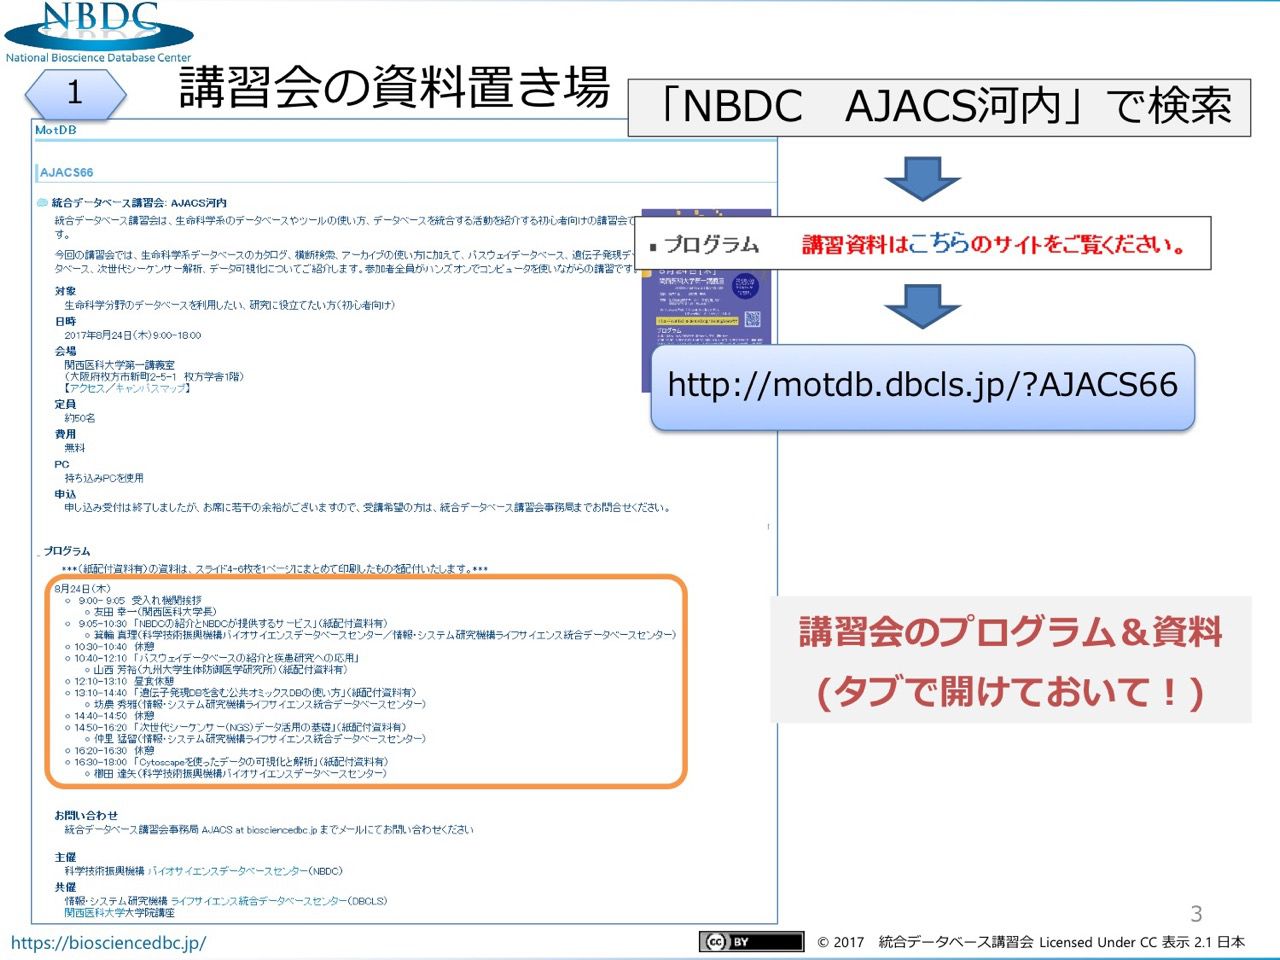 NBDC
National Bioscience Database Center
1
講習会の資料置き場
「NBDC　AJACS河内」で検索
MotDB
AJACS66
統合データベース講習会: AJACS河内
統合データベース講習会は、生命科学系のデータベースやツールの使い方、データベースを統合する活動を紹介する初心者向けの講習会で
す。
今回の講習会では、生命科学系データベースのカタログ、横断検索、アーカイブの使い方に加えて、パスウェイデータベース、遺伝子発現デー
タベース、次世代シーケンサー解析、データ可視化についてご紹介します。参加者全員がハンズオンでコンピュータを使いながらの講習です。
・プログラム　講習資料はこちらのサイトをご覧ください。
8月24日[木]
関西医科大学第一講義室
プログラム
http://motdb.dbcls.jp/?AJACS66
対象
生命科学分野のデータベースを利用したい、研究に役立てたい方(初心者向け)
日時
2017年8月24日(木)9:00-18:00
会場
関西医科大学第一講義室
(大阪府枚方市新町2-5-1　枚方学舎1階)
【アクセス／キャンパスマップ】
定員
約50名
費用
無料
PC
持ち込みPCを使用
申込
申し込み受付は終了しましたが、お席に若干の余裕がございますので、受講希望の方は、統合データベース講習会事務局までお問合せください。
プログラム
***(紙配付資料有)の資料は、スライド4-6枚を1ページにまとめて印刷したものを配付いたします。***
8月24日(木)
9:00- 9:05　受入れ機関挨拶
友田 幸一(関西医科大学長)
9:05-10:30　「NBDCの紹介とNBDCが提供するサービス」(紙配付資料有)
箕輪 真理(科学技術振興機構バイオサイエンスデータベースセンター／情報・システム研究機構ライフサイエンス統合データベースセンター)
10:30-10:40　休憩
10:40-12:10　「パスウェイデータベースの紹介と疾患研究への応用」
山西 芳裕(九州大学生体防御医学研究所)(紙配付資料有)
12:10-13:10　昼食休憩
13:10-14:40　「遺伝子発現DBを含む公共オミックスDBの使い方」(紙配付資料有)
坊農 秀雅(情報・システム研究機構ライフサイエンス統合データベースセンター)
14:40-14:50　休憩
14:50-16:20　「次世代シーケンサー(NGS)データ活用の基礎」(紙配付資料有)
仲里 猛留(情報・システム研究機構ライフサイエンス統合データベースセンター)
16:20-16:30　休憩
16:30-18:00　「Cytoscapeを使ったデータの可視化と解析」(紙配付資料有)
櫛田 達矢(科学技術振興機構バイオサイエンスデータベースセンター)
講習会のプログラム＆資料
(タブで開けておいて！)
お問い合わせ
統合データベース講習会事務局 AJACS at biosciencedbc.jp までメールにてお問い合わせください
主催
科学技術振興機構 バイオサイエンスデータベースセンター(NBDC)
共催
情報・システム研究機構 ライフサイエンス統合データベースセンター(DBCLS)
関西医科大学大学院講座
3
https://biosciencedbc.jp/
cc BY
© 2017　統合データベース講習会 Licensed Under CC 表示 2.1 日本